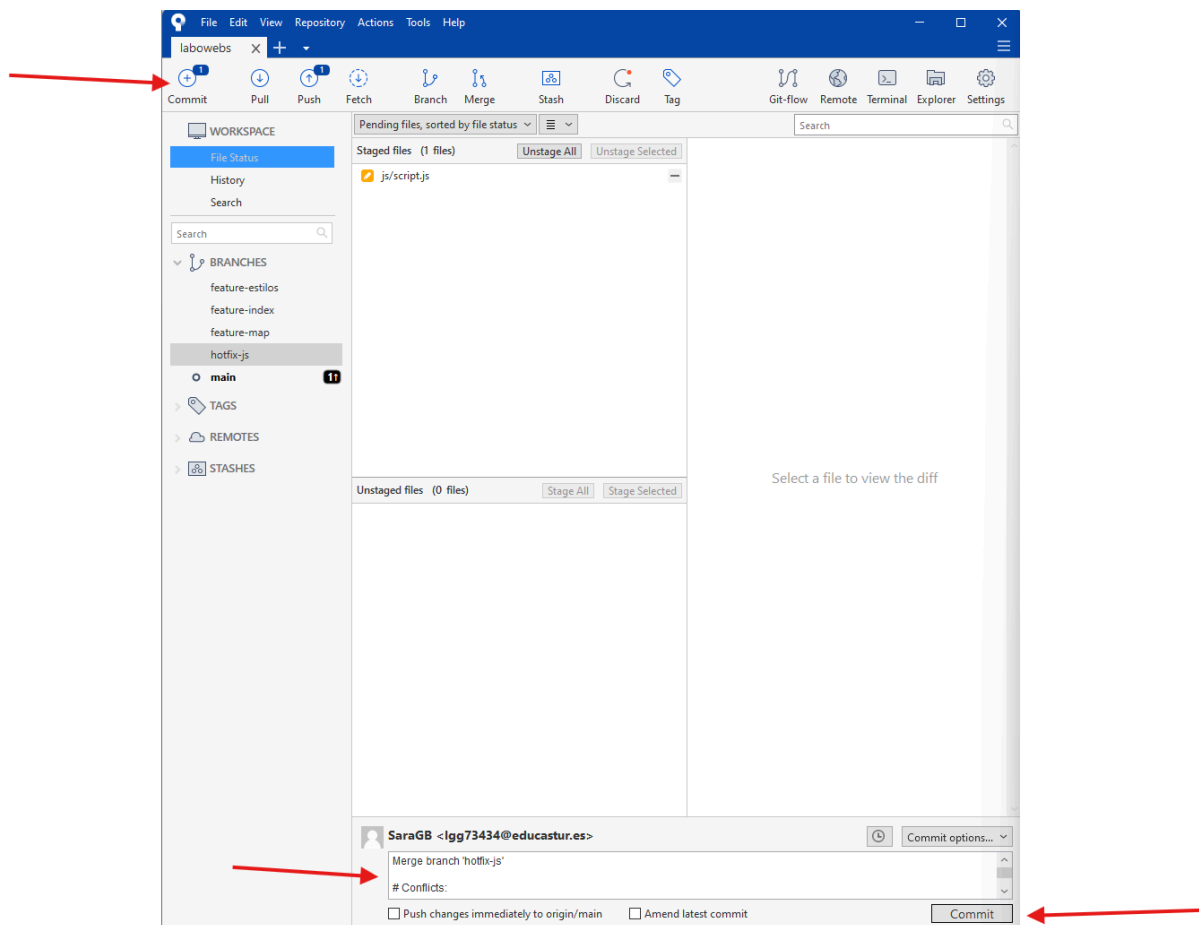 File Edit View Repository Actions Tools Help
labowebs
1 1
Commit Pull Push Fetch Branch Merge Stash Discard Tag Git-flow Remote Terminal Explorer Settings
WORKSPACE
File Status
History
Search
Search
BRANCHES
feature-estilos
feature-index
feature-map
hotfix-js
main 1↑
TAGS
REMOTES
STASHES
Pending files, sorted by file status
Search
Staged files (1 files) Unstage All Unstage Selected
js/script.js
Unstaged files (0 files) Stage All Stage Selected
Select a file to view the diff
SaraGB <lgg73434@educastur.es> Commit options...
Merge branch 'hotfix-js'
# Conflicts:
Push changes immediately to origin/main Amend latest commit Commit